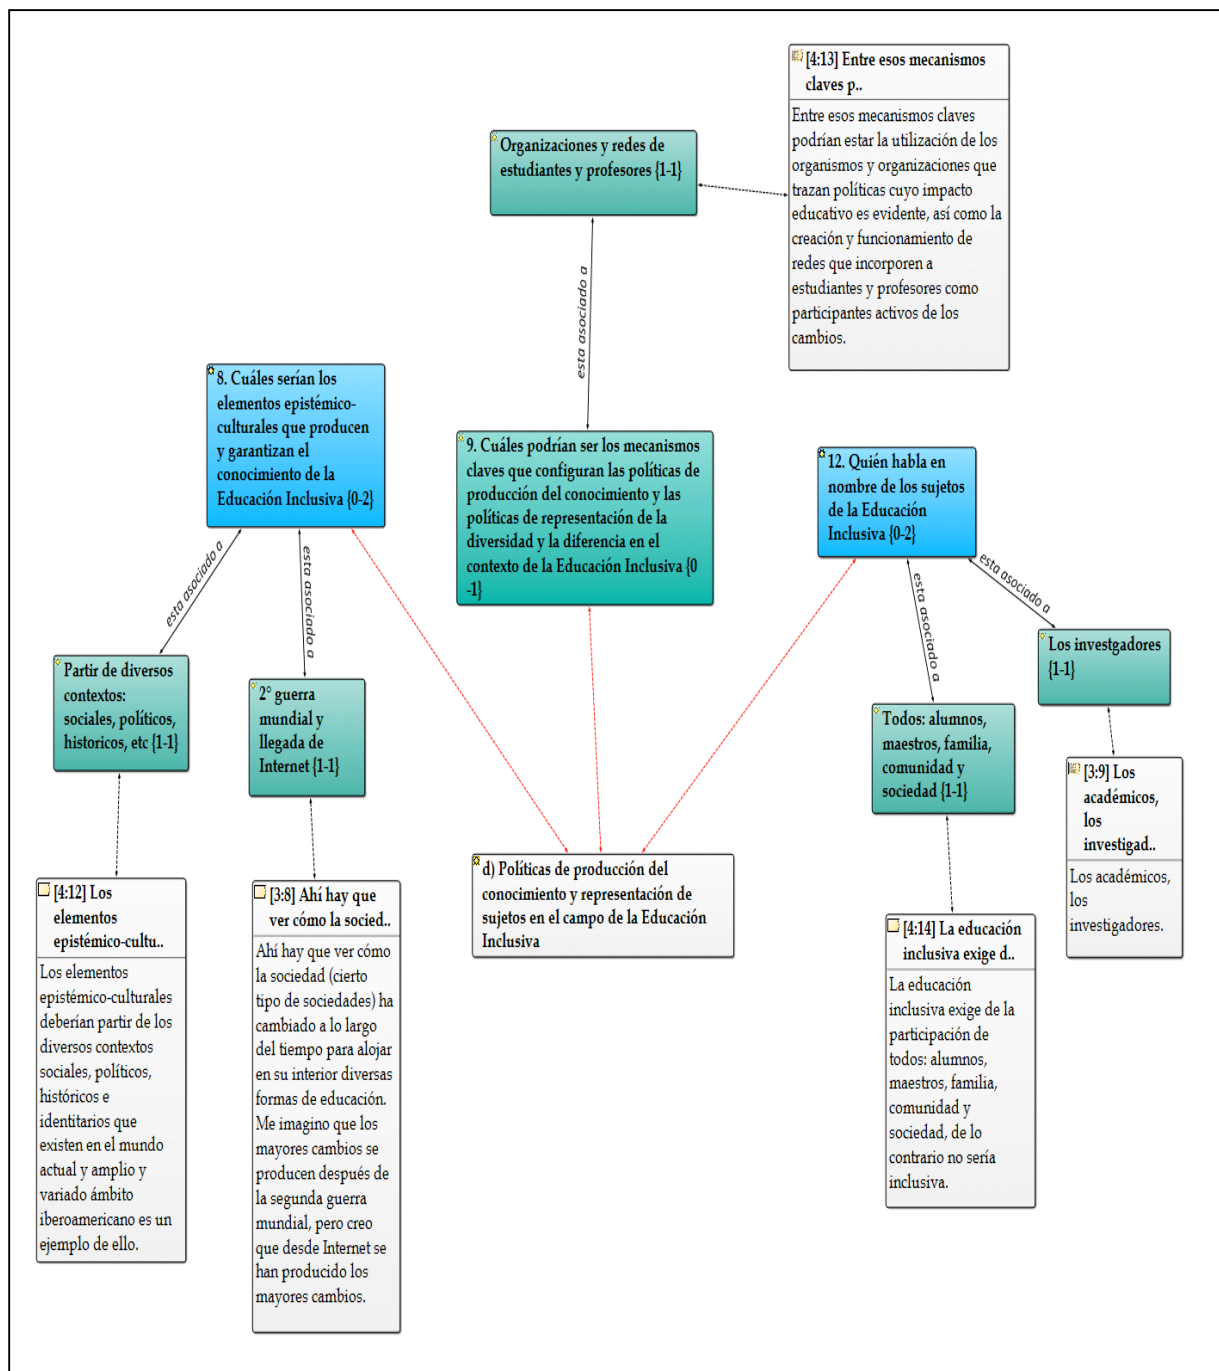 [4:13] Entre esos mecanismos
claves p..
Entre esos mecanismos claves
podrían estar la utilización de los
organismos y organizaciones que
trazan políticas cuyo impacto
educativo es evidente, así como la
creación y funcionamiento de
redes que incorporen a
estudiantes y profesores como
participantes activos de los
cambios.
Organizaciones y redes de
estudiantes y profesores {1-1}
esta asociado a
8. Cuáles serían los
elementos epistémico-
culturales que producen
y garantizan el
conocimiento de la
Educación Inclusiva {0-2}
9. Cuáles podrían ser los mecanismos
claves que configuran las políticas de
producción del conocimiento y las
políticas de representación de la
diversidad y la diferencia en el
contexto de la Educación Inclusiva {0
-1}
12. Quién habla en
nombre de los sujetos
de la Educación
Inclusiva {0-2}
esta asociado a
esta asociado a
esta asociado a
esta asociado a
Partir de diversos
contextos:
sociales, políticos,
historicos, etc {1-1}
2° guerra
mundial y
llegada de
Internet {1-1}
Todos: alumnos,
maestros, familia,
comunidad y
sociedad {1-1}
Los investgadores
{1-1}
[3:9] Los
académicos,
los
investigad..
Los académicos,
los
investigadores.
d) Políticas de producción del
conocimiento y representación de
sujetos en el campo de la Educación
Inclusiva
[4:12] Los
elementos
epistémico-cultu..
Los elementos
epistémico-culturales
deberían partir de los
diversos contextos
sociales, políticos,
históricos e
identitarios que
existen en el mundo
actual y amplio y
variado ámbito
iberoamericano es un
ejemplo de ello.
[3:8] Ahí hay que
ver cómo la socied..
Ahí hay que ver cómo
la sociedad (cierto
tipo de sociedades) ha
cambiado a lo largo
del tiempo para alojar
en su interior diversas
formas de educación.
Me imagino que los
mayores cambios se
producen después de
la segunda guerra
mundial, pero creo
que desde Internet se
han producido los
mayores cambios.
[4:14] La educación
inclusiva exige d..
La educación
inclusiva exige de la
participación de
todos: alumnos,
maestros, familia,
comunidad y
sociedad, de lo
contrario no sería
inclusiva.